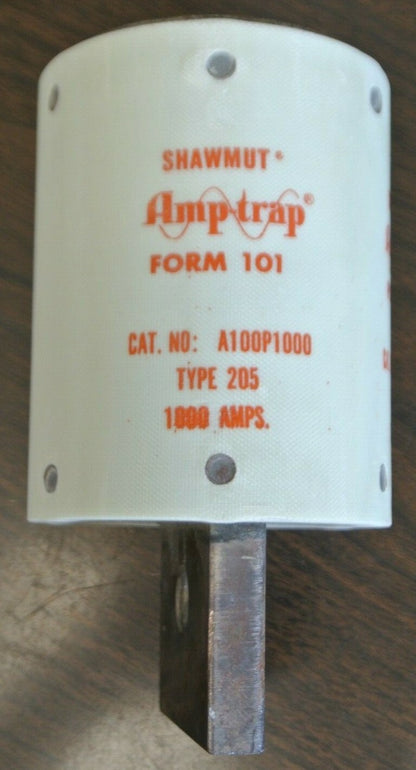 SHAWMUT®
Amp-trap®
FORM 101
CAT. NO: A100P1000
TYPE 205
1000 AMPS.